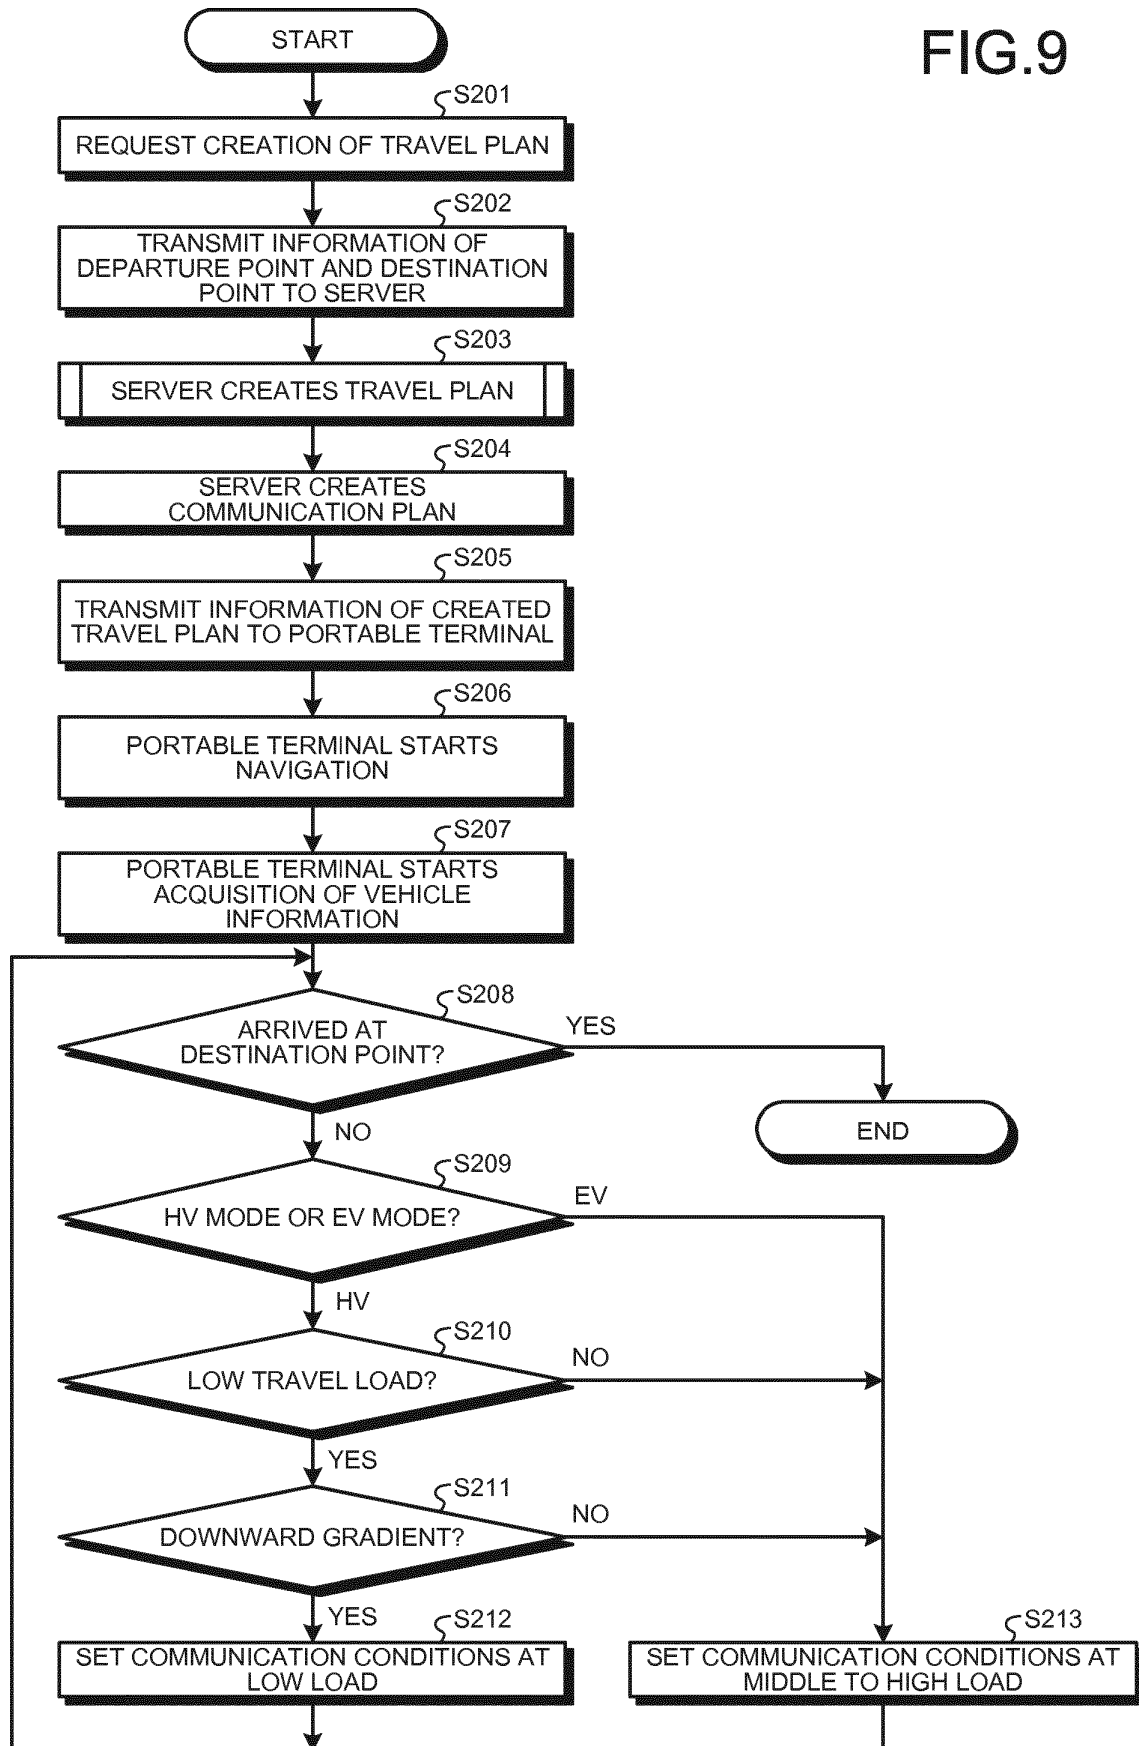 FIG.9
START
S201
REQUEST CREATION OF TRAVEL PLAN
S202
TRANSMIT INFORMATION OF
DEPARTURE POINT AND DESTINATION
POINT TO SERVER
S203
SERVER CREATES TRAVEL PLAN
S204
SERVER CREATES
COMMUNICATION PLAN
S205
TRANSMIT INFORMATION OF CREATED
TRAVEL PLAN TO PORTABLE TERMINAL
S206
PORTABLE TERMINAL STARTS
NAVIGATION
S207
PORTABLE TERMINAL STARTS
ACQUISITION OF VEHICLE
INFORMATION
S208
ARRIVED AT
DESTINATION POINT?
YES
END
NO
S209
HV MODE OR EV MODE?
EV
HV
S210
LOW TRAVEL LOAD?
NO
YES
S211
DOWNWARD GRADIENT?
NO
YES
S212
SET COMMUNICATION CONDITIONS AT
LOW LOAD
S213
SET COMMUNICATION CONDITIONS AT
MIDDLE TO HIGH LOAD